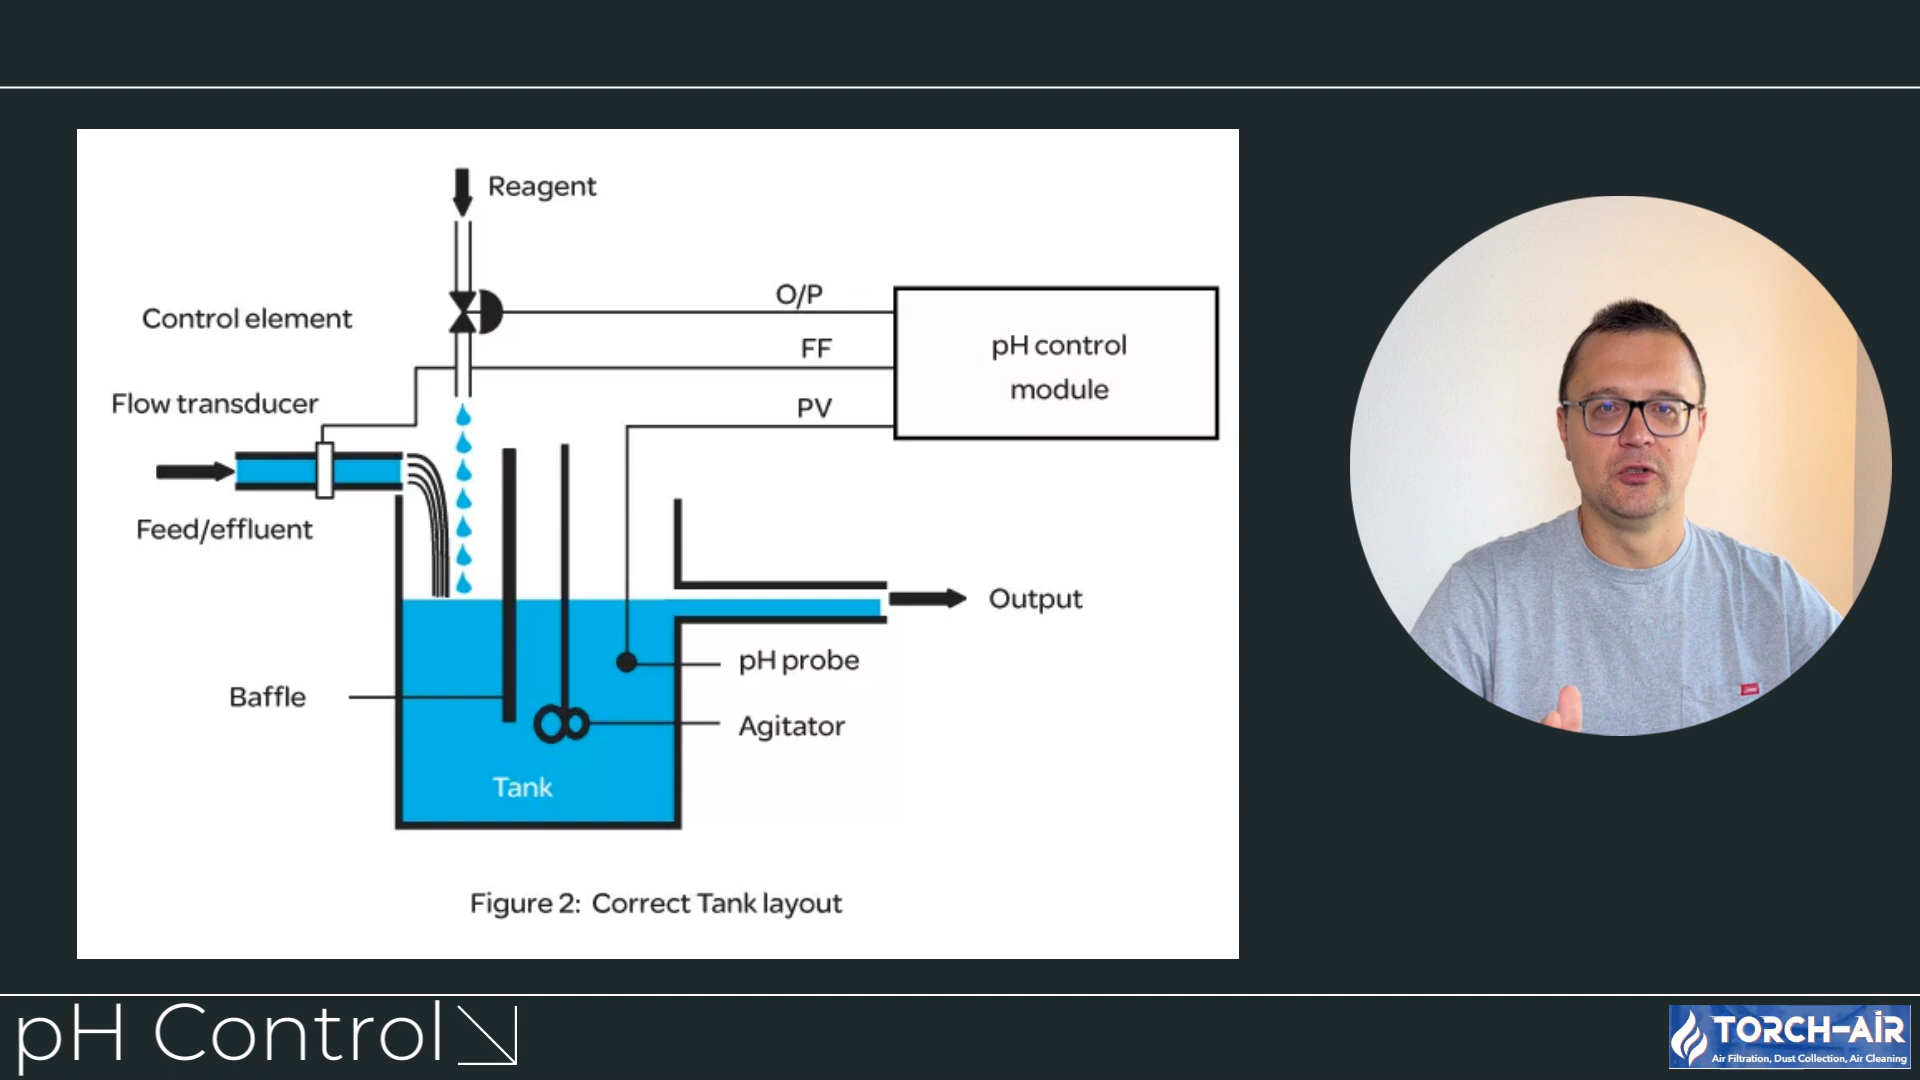 Reagent
O/P
Control element
FF
pH control
module
Flow transducer
PV
Feed/effluent
Output
pH probe
Baffle
Agitator
Tank
Figure 2: Correct Tank layout
pH Control
TORCH-AIR
Air Filtration, Dust Collection, Air Cleaning